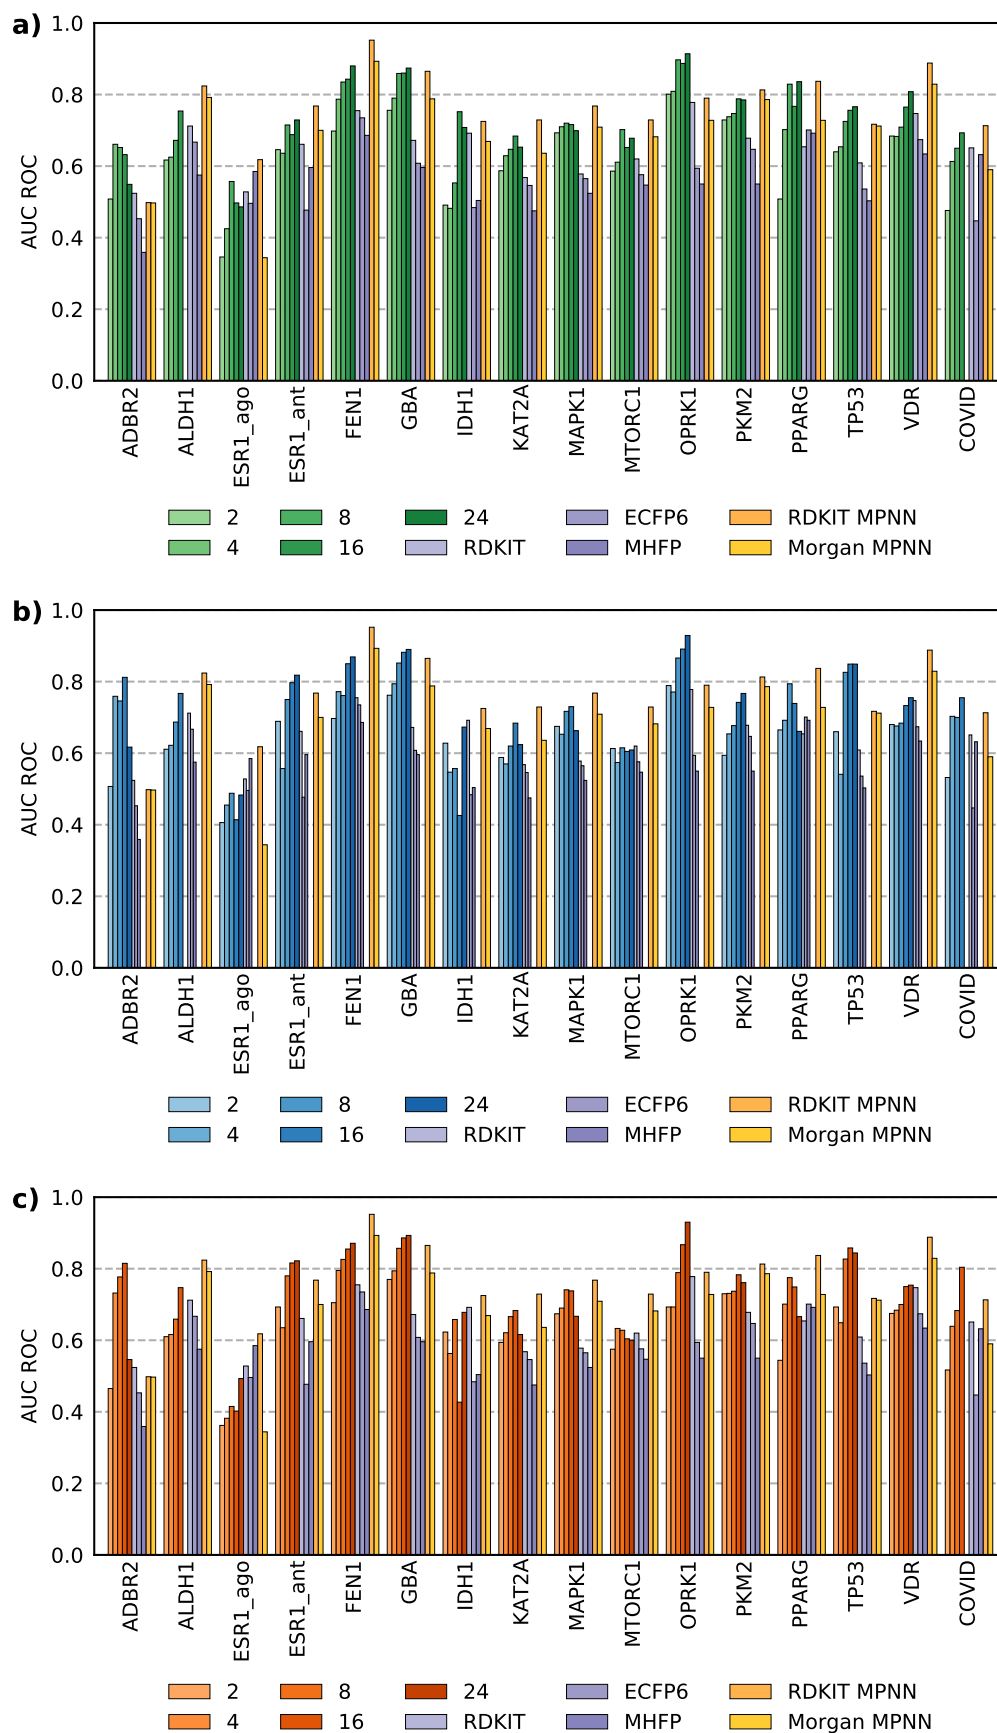 a)
AUC ROC
1.0
0.8
0.6
0.4
0.2
0.0
ADBR2 ALDH1 ESR1_ago ESR1_ant FEN1 GBA IDH1 KAT2A MAPK1 MTORC1 OPRK1 PKM2 PPARG TP53 VDR COVID
2 8 24 ECFP6 RDKIT MPNN
4 16 RDKIT MHFP Morgan MPNN
b)
AUC ROC
1.0
0.8
0.6
0.4
0.2
0.0
ADBR2 ALDH1 ESR1_ago ESR1_ant FEN1 GBA IDH1 KAT2A MAPK1 MTORC1 OPRK1 PKM2 PPARG TP53 VDR COVID
2 8 24 ECFP6 RDKIT MPNN
4 16 RDKIT MHFP Morgan MPNN
c)
AUC ROC
1.0
0.8
0.6
0.4
0.2
0.0
ADBR2 ALDH1 ESR1_ago ESR1_ant FEN1 GBA IDH1 KAT2A MAPK1 MTORC1 OPRK1 PKM2 PPARG TP53 VDR COVID
2 8 24 ECFP6 RDKIT MPNN
4 16 RDKIT MHFP Morgan MPNN